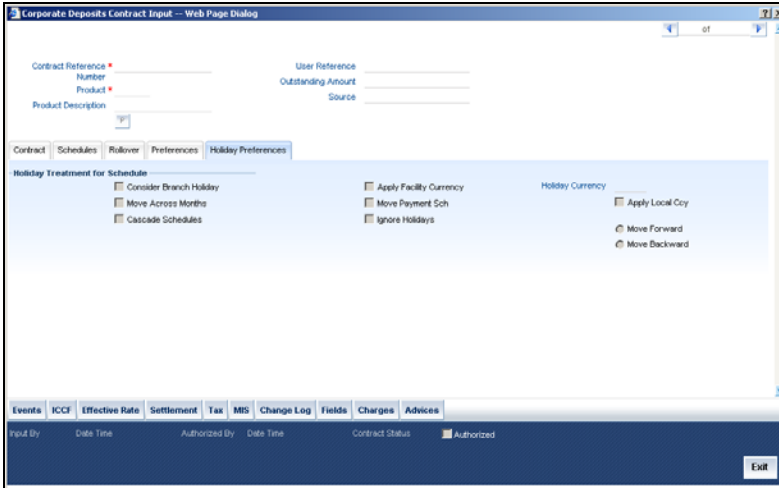 Corporate Deposits Contract Input -- Web Page Dialog
of
Contract Reference * User Reference
Number Outstanding Amount
Product * Source
Product Description
Contract Schedules Rollover Preferences Holiday Preferences
Holiday Treatment for Schedule
Consider Branch Holiday Apply Facility Currency Holiday Currency
Move Across Months Move Payment Sch Apply Local Ccy
Cascade Schedules Ignore Holidays
Move Forward
Move Backward
Events ICCF Effective Rate Settlement Tax MIS Change Log Fields Charges Advices
Input By Date Time Authorized By Date Time Contract Status Authorized
Exit